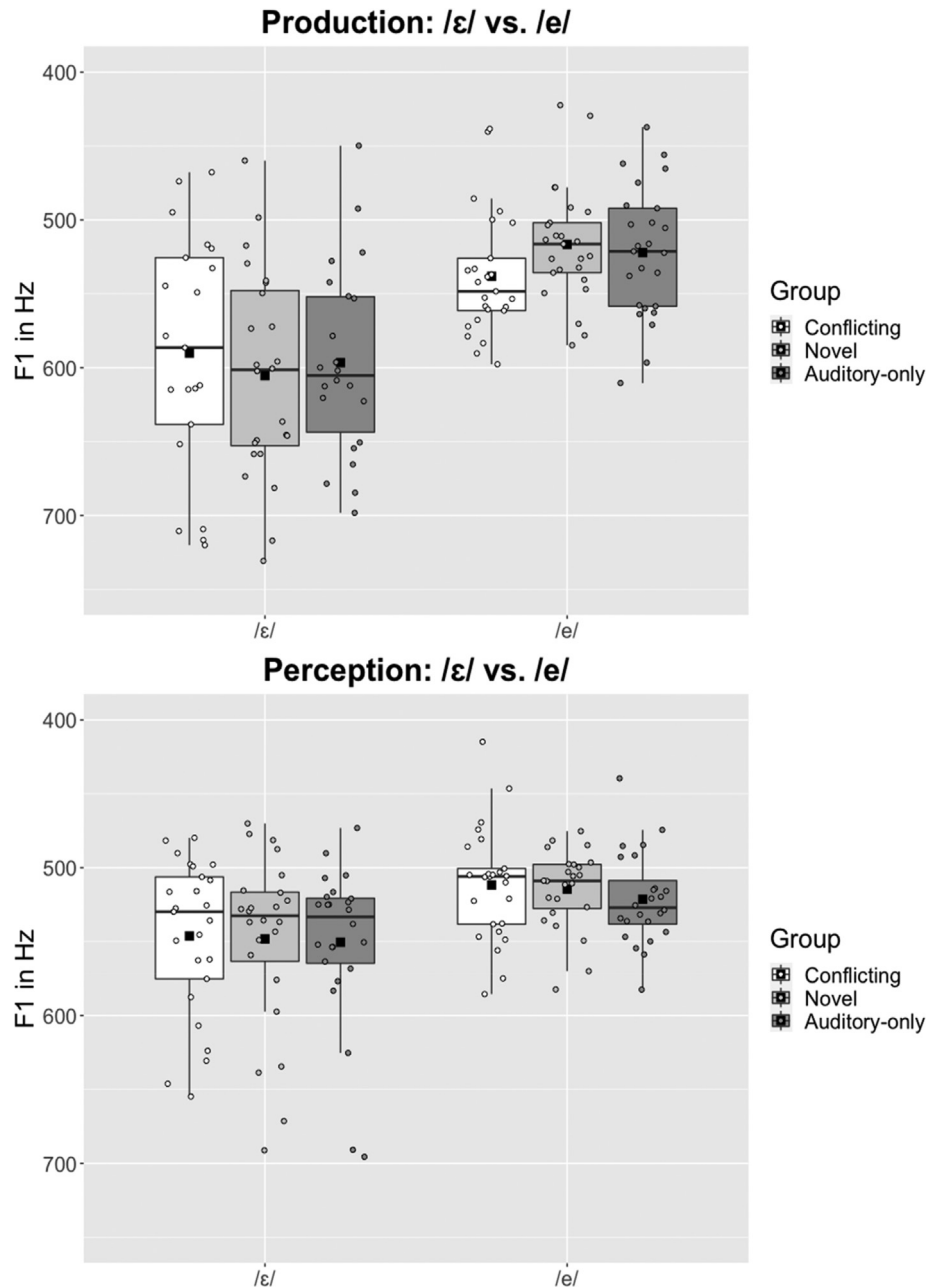 Production: /ɛ/ vs. /e/
400
500
600
700
F1 in Hz
/ɛ/
/e/
Group
Conflicting
Novel
Auditory-only
Perception: /ɛ/ vs. /e/
400
500
600
700
F1 in Hz
/ɛ/
/e/
Group
Conflicting
Novel
Auditory-only